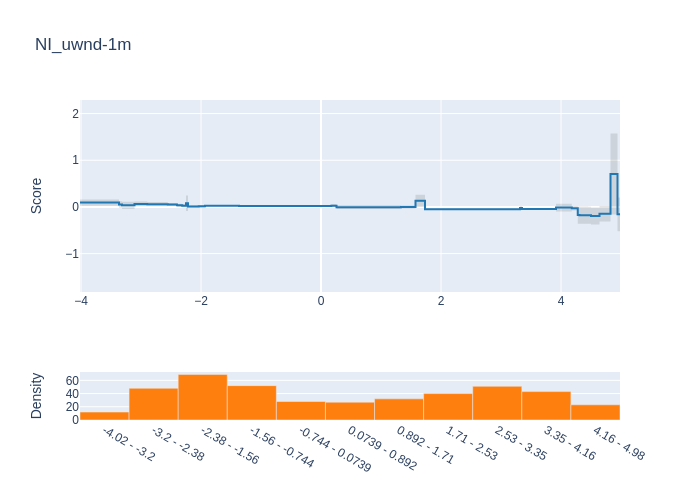 NI_uwnd-1m
2
1
0
−1
Score
−4
−2
0
2
4
60
40
20
0
Density
-4.02 - -3.2
-3.2 - -2.38
-2.38 - -1.56
-1.56 - -0.744
-0.744 - 0.0739
0.0739 - 0.892
0.892 - 1.71
1.71 - 2.53
2.53 - 3.35
3.35 - 4.16
4.16 - 4.98